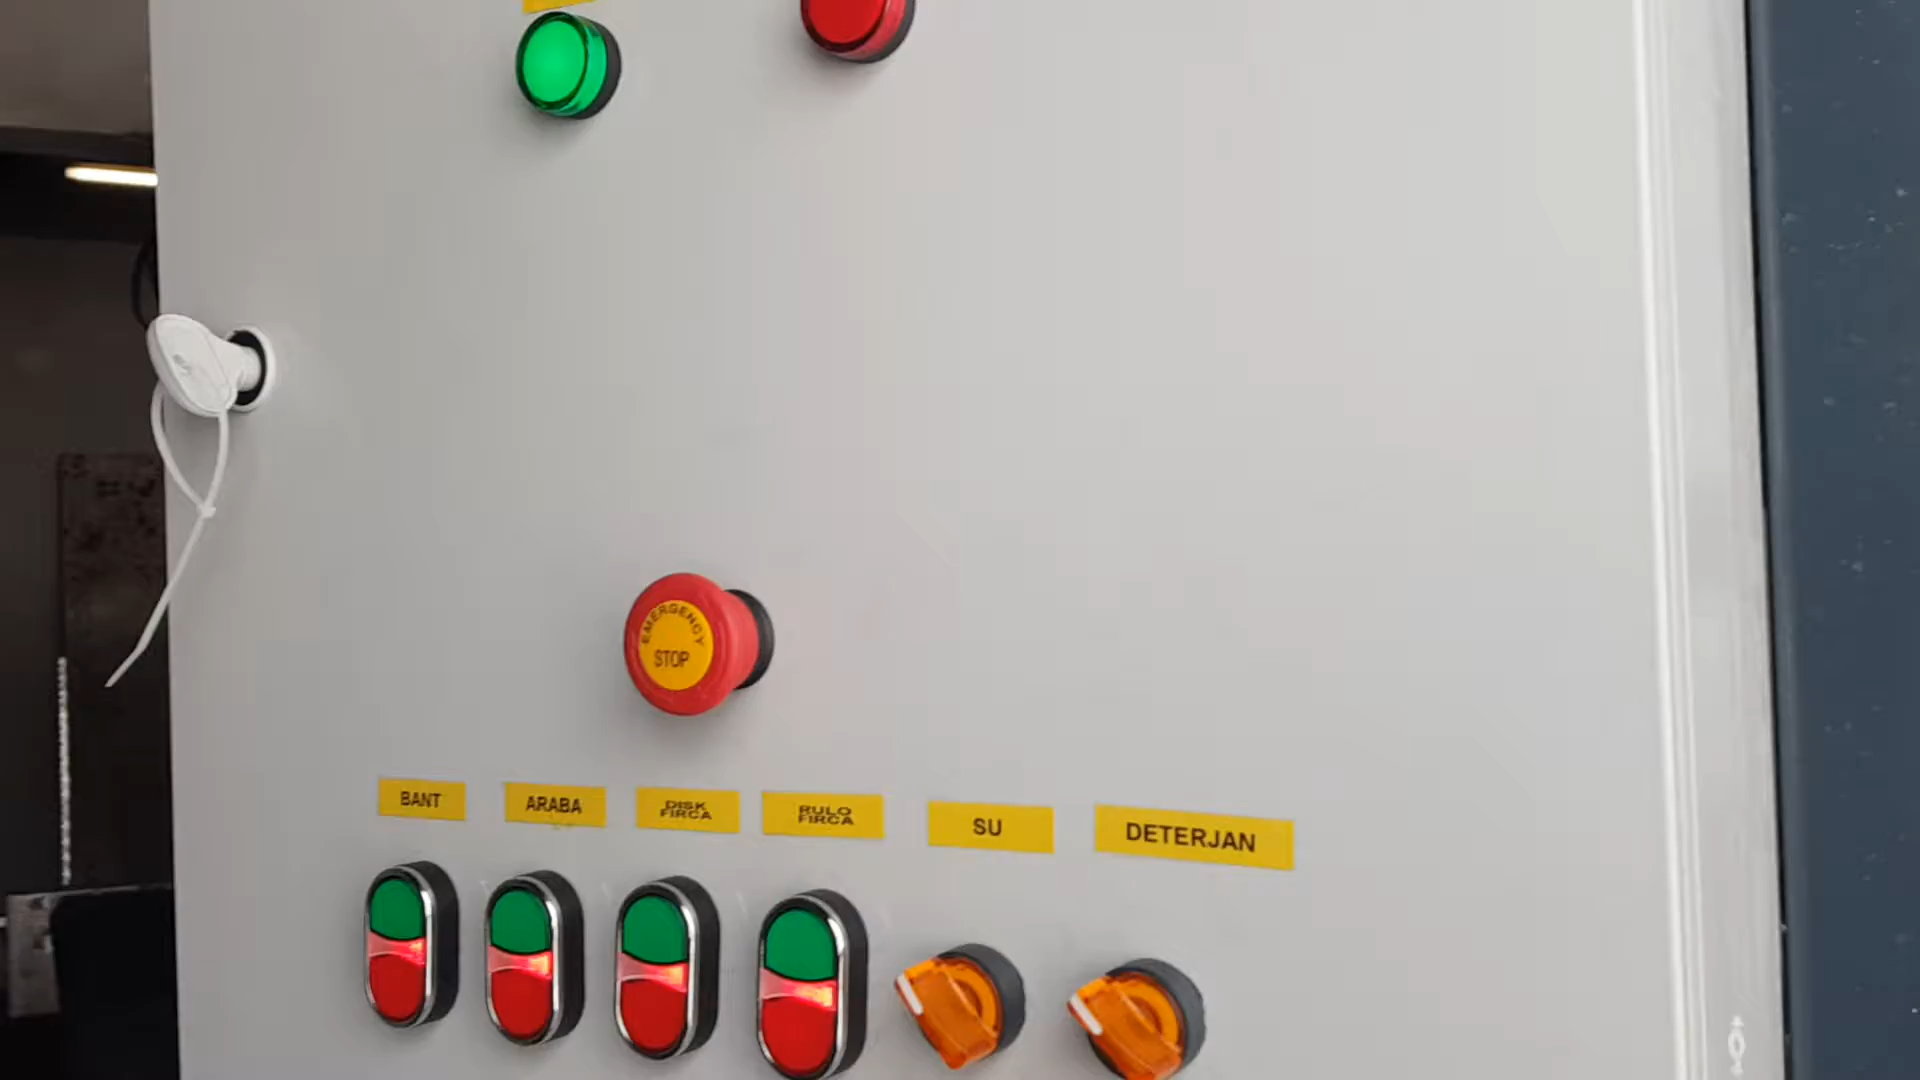 EMERGENCY
STOP
BANT
ARABA
DISK
FIRCA
RULO
FIRCA
SU
DETERJAN